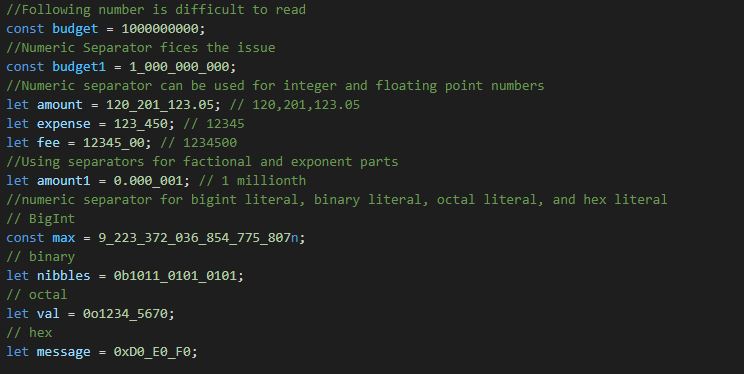 //Following number is difficult to read
const budget = 1000000000;
//Numeric Separator fices the issue
const budget1 = 1_000_000_000;
//Numeric separator can be used for integer and floating point numbers
let amount = 120_201_123.05; // 120,201,123.05
let expense = 123_450; // 12345
let fee = 12345_00; // 1234500
//Using separators for factional and exponent parts
let amount1 = 0.000_001; // 1 millionth
//numeric separator for bigint literal, binary literal, octal literal, and hex literal
// BigInt
const max = 9_223_372_036_854_775_807n;
// binary
let nibbles = 0b1011_0101_0101;
// octal
let val = 0o1234_5670;
// hex
let message = 0xD0_E0_F0;